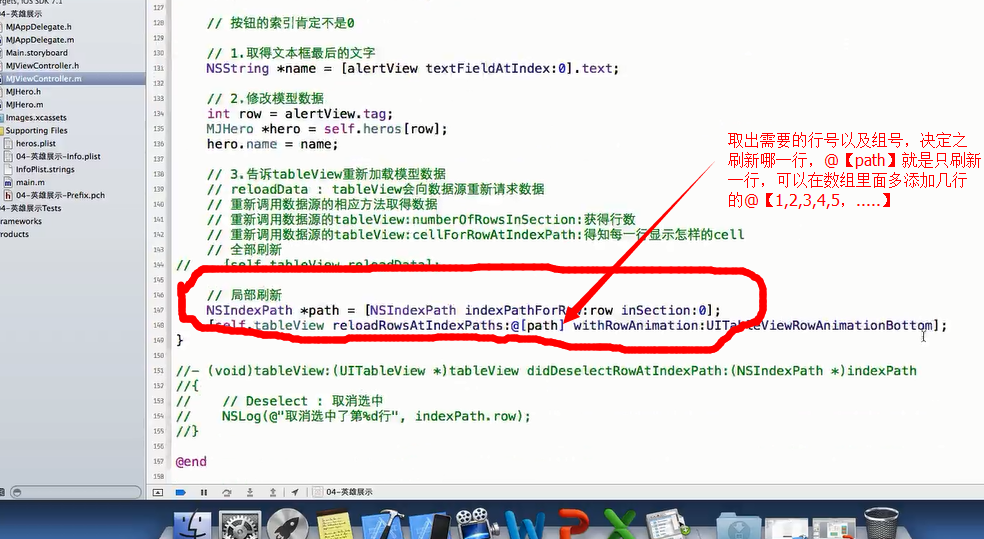 argets, iOS SDK 7.1
04-英雄展示
MJAppDelegate.h
MJAppDelegate.m
Main.storyboard
MJViewController.h
MJViewController.m
MJHero.h
MJHero.m
Images.xcassets
Supporting Files
heros.plist
04-英雄展示-Info.plist
InfoPlist.strings
main.m
04-英雄展示-Prefix.pch
04-英雄展示Tests
rameworks
roducts
127
128 // 按钮的索引肯定不是0
129
130 // 1.取得文本框最后的文字
131 NSString *name = [alertView textFieldAtIndex:0].text;
132
133 // 2.修改模型数据
134 int row = alertView.tag;
135 MJHero *hero = self.heros[row];
136 hero.name = name;
137
138 // 3.告诉tableView重新加载模型数据
139 // reloadData : tableView会向数据源重新请求数据
140 // 重新调用数据源的相应方法取得数据
141 // 重新调用数据源的tableView:numberOfRowsInSection:获得行数
142 // 重新调用数据源的tableView:cellForRowAtIndexPath:得知每一行显示怎样的cell
143 // 全部刷新
144 // [self.tableView reloadData];
145
146 // 局部刷新
147 NSIndexPath *path = [NSIndexPath indexPathForRow:row inSection:0];
148 [self.tableView reloadRowsAtIndexPaths:@[path] withRowAnimation:UITableViewRowAnimationBottom];
149 }
150
151 //- (void)tableView:(UITableView *)tableView didDeselectRowAtIndexPath:(NSIndexPath *)indexPath
152 //{
153 // // Deselect : 取消选中
154 // NSLog(@"取消选中了第%d行", indexPath.row);
155 //}
156
157 @end
158
取出需要的行号以及组号，决定之
刷新哪一行，@【path】就是只刷新
一行，可以在数组里面多添加几行
的@【1,2,3,4,5，.....】
04-英雄展示